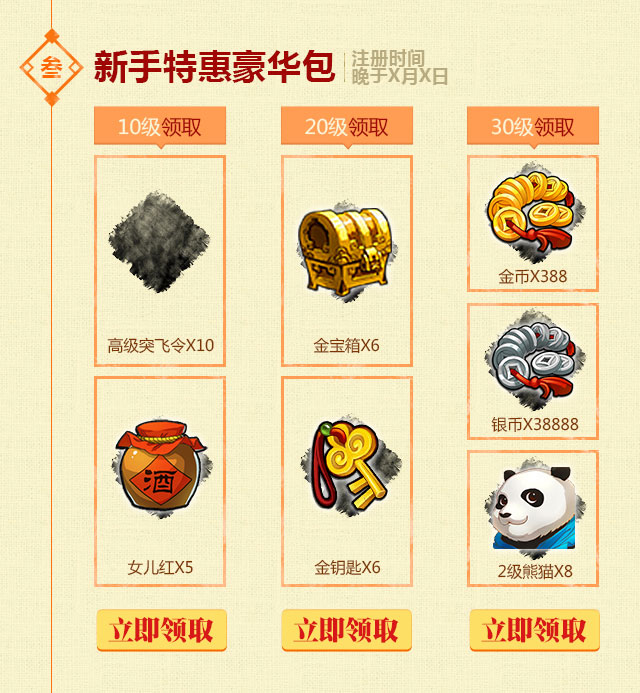 叁
新手特惠豪华包
注册时间
晚于X月X日
10级领取
20级领取
30级领取
高级突飞令X10
金宝箱X6
金币X388
银币X38888
酒
女儿红X5
金钥匙X6
2级熊猫X8
立即领取
立即领取
立即领取